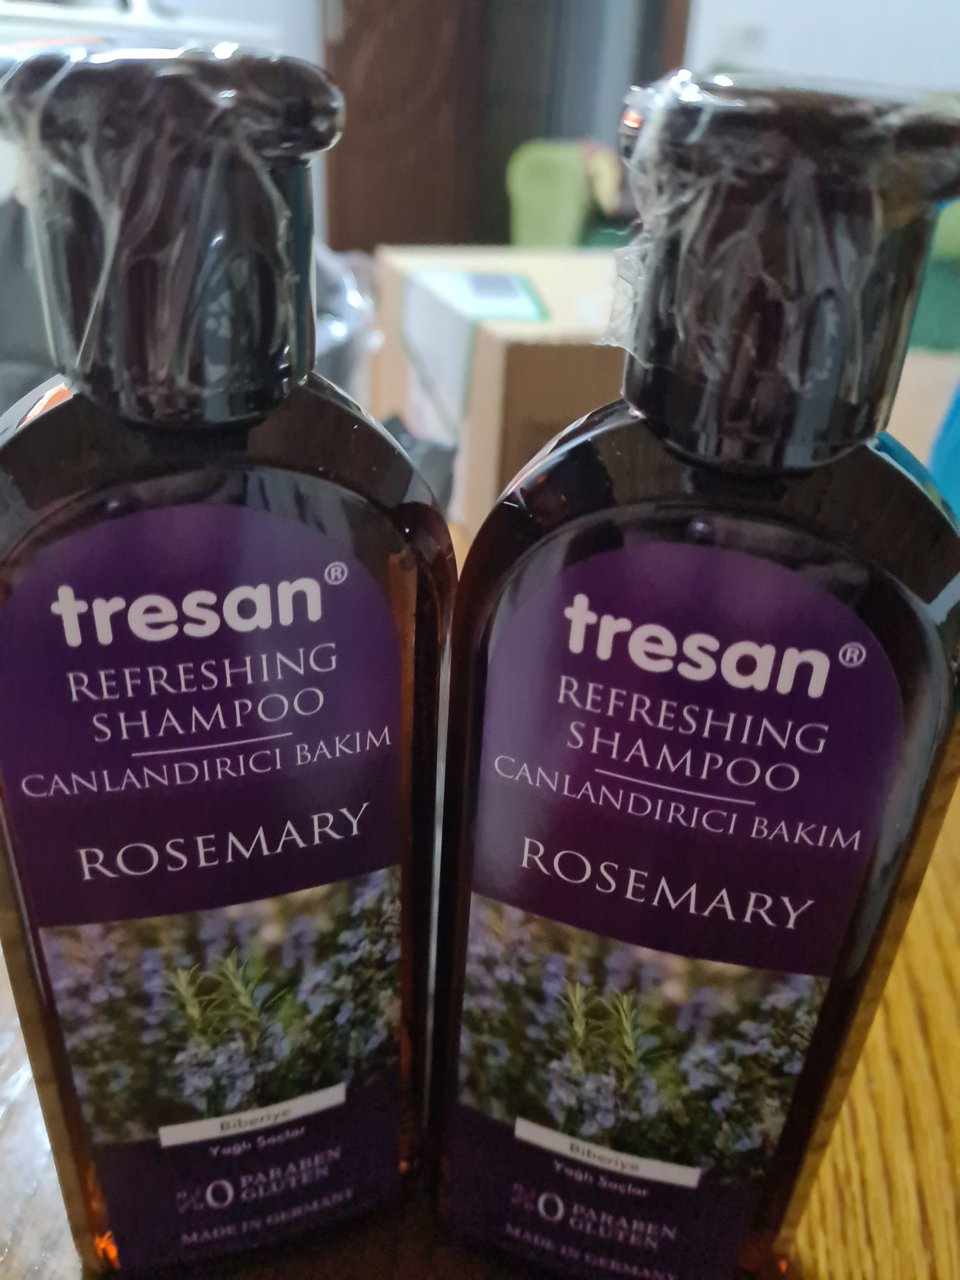 tresan®
REFRESHING
SHAMPOO
CANLANDIRICI BAKIM
ROSEMARY
Biberiye
Yağlı Saçlar
0 PARABEN
GLUTEN
MADE IN GERMANY
tresan®
REFRESHING
SHAMPOO
CANLANDIRICI BAKIM
ROSEMARY
Biberiye
Yağlı Saçlar
0 PARABEN
GLUTEN
MADE IN GERMANY